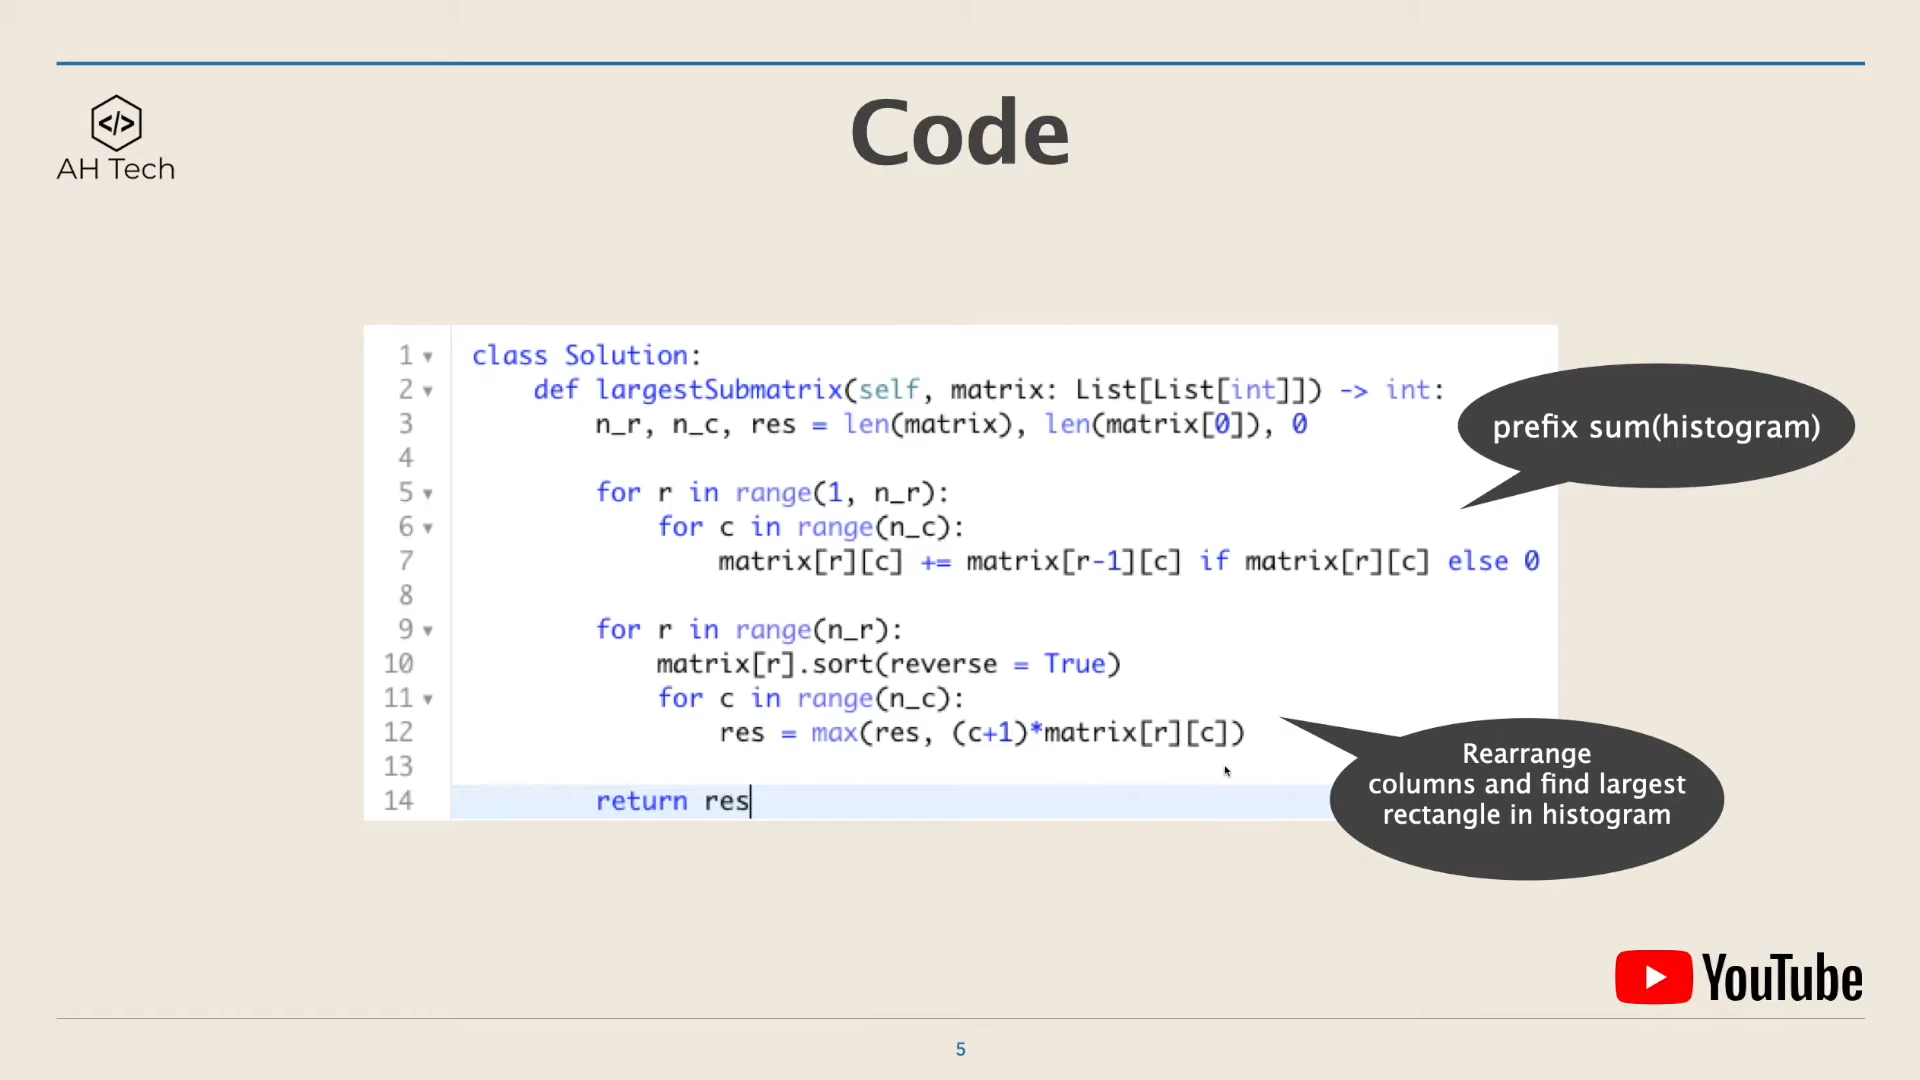 </>
AH Tech
Code
1 class Solution:
2     def largestSubmatrix(self, matrix: List[List[int]]) -> int:
3         n_r, n_c, res = len(matrix), len(matrix[0]), 0
4
5         for r in range(1, n_r):
6             for c in range(n_c):
7                 matrix[r][c] += matrix[r-1][c] if matrix[r][c] else 0
8
9         for r in range(n_r):
10             matrix[r].sort(reverse = True)
11             for c in range(n_c):
12                 res = max(res, (c+1)*matrix[r][c])
13
14         return res
prefix sum(histogram)
Rearrange
columns and find largest
rectangle in histogram
YouTube
5